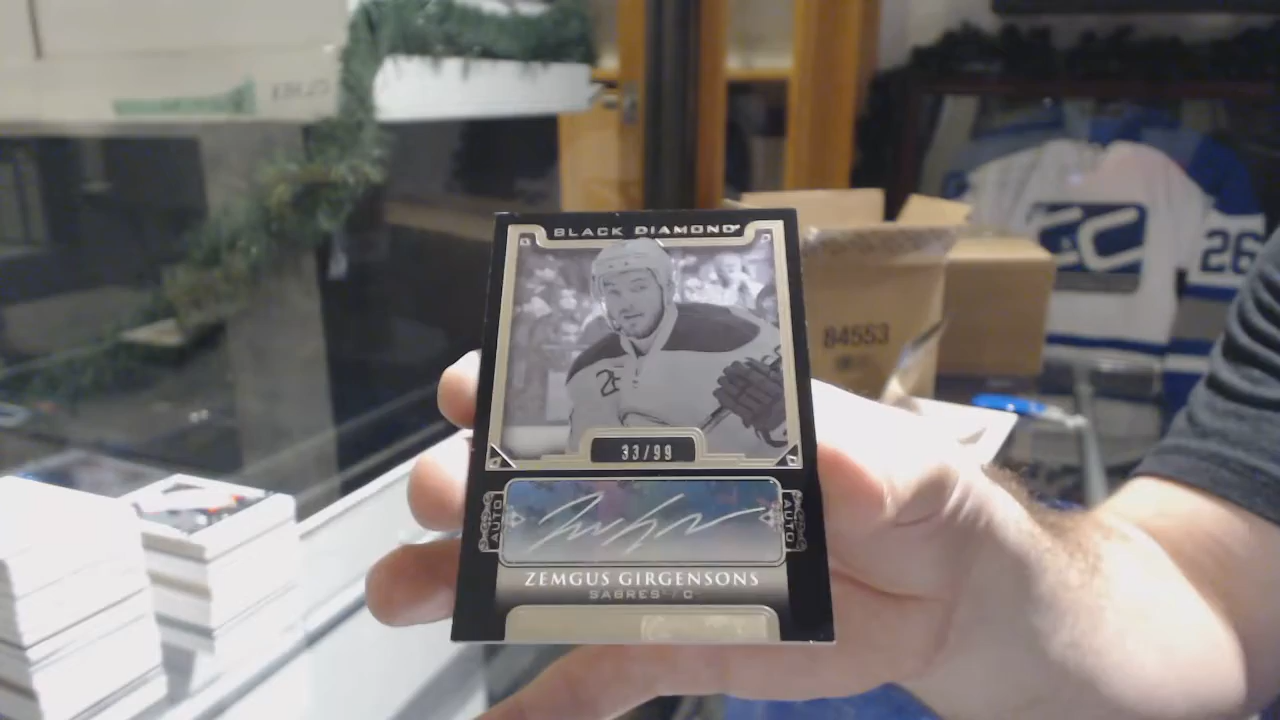 BLACK DIAMOND
33/99
AUTO
AUTO
ZEMGUS GIRGENSONS
SABRES / C
84553
26